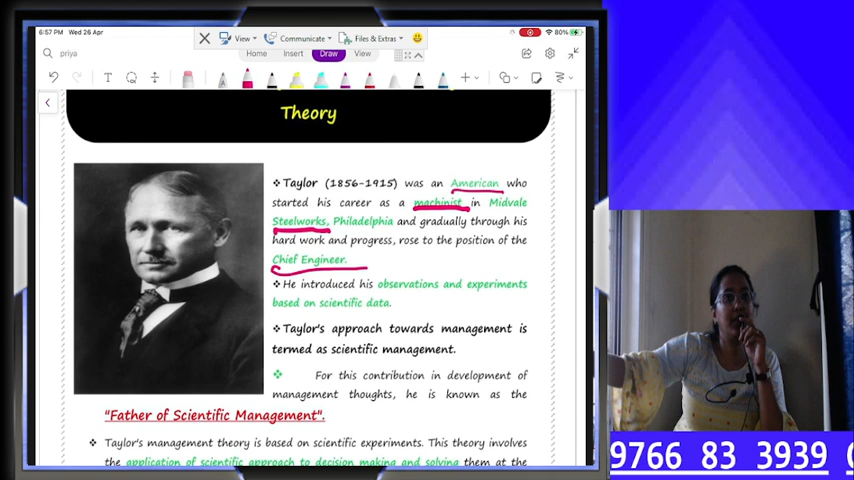 6:57 PM Wed 26 Apr
View
Communicate
Files & Extras
80%
priya
Home Insert Draw View
Theory
Taylor (1856-1915) was an American who
started his career as a machinist in Midvale
Steelworks, Philadelphia and gradually through his
hard work and progress, rose to the position of the
Chief Engineer.
He introduced his observations and experiments
based on scientific data.
Taylor's approach towards management is
termed as scientific management.
For this contribution in development of
management thoughts, he is known as the
"Father of Scientific Management".
Taylor's management theory is based on scientific experiments. This theory involves
the application of scientific approach to decision making and solving them at the
9766 83 3939